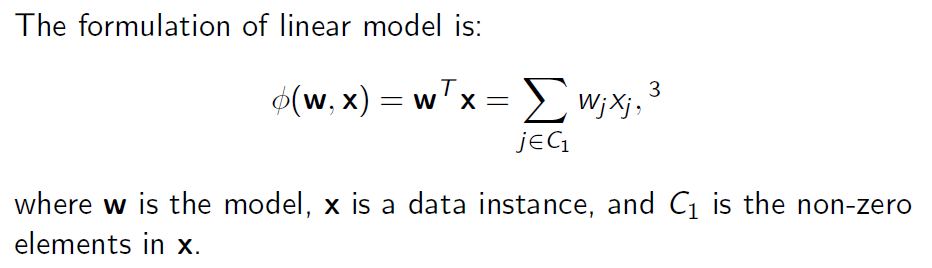 The formulation of linear model is:
ϕ(w, x) = wᵀx = ∑_{j∈C₁} wⱼxⱼ,³
where w is the model, x is a data instance, and C₁ is the non-zero
elements in x.